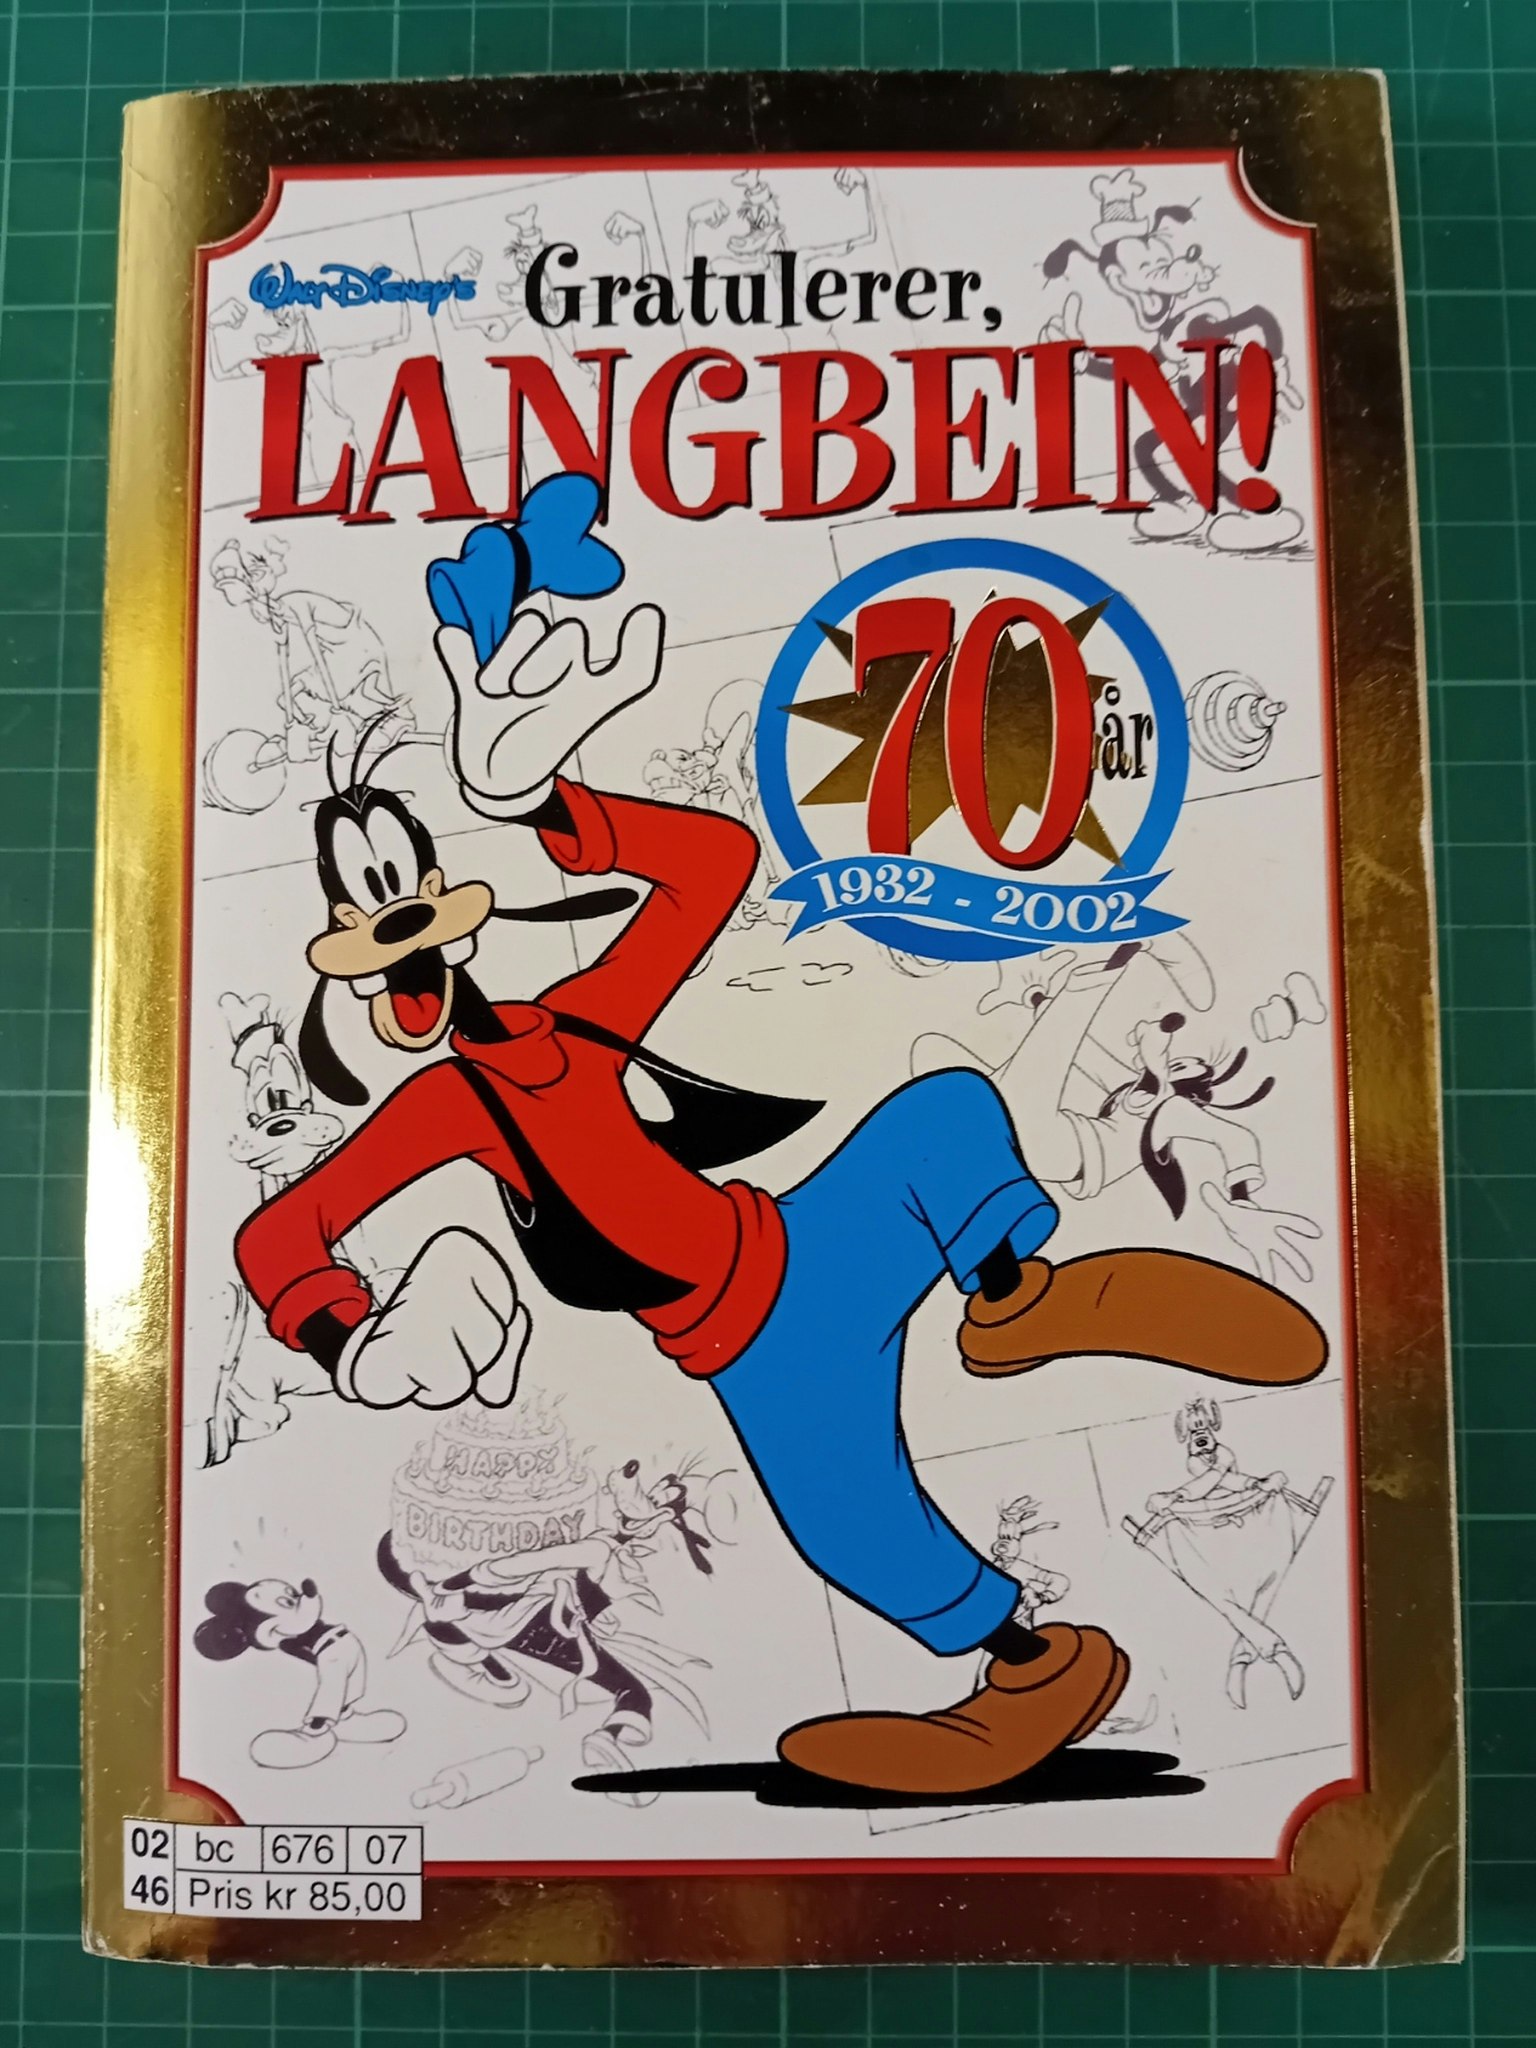 WALT DISNEY'S
Gratulerer,
LANGBEIN!
70 år
1932 - 2002
HAPPY
BIRTHDAY
02 bc 676 07
46 Pris kr 85,00